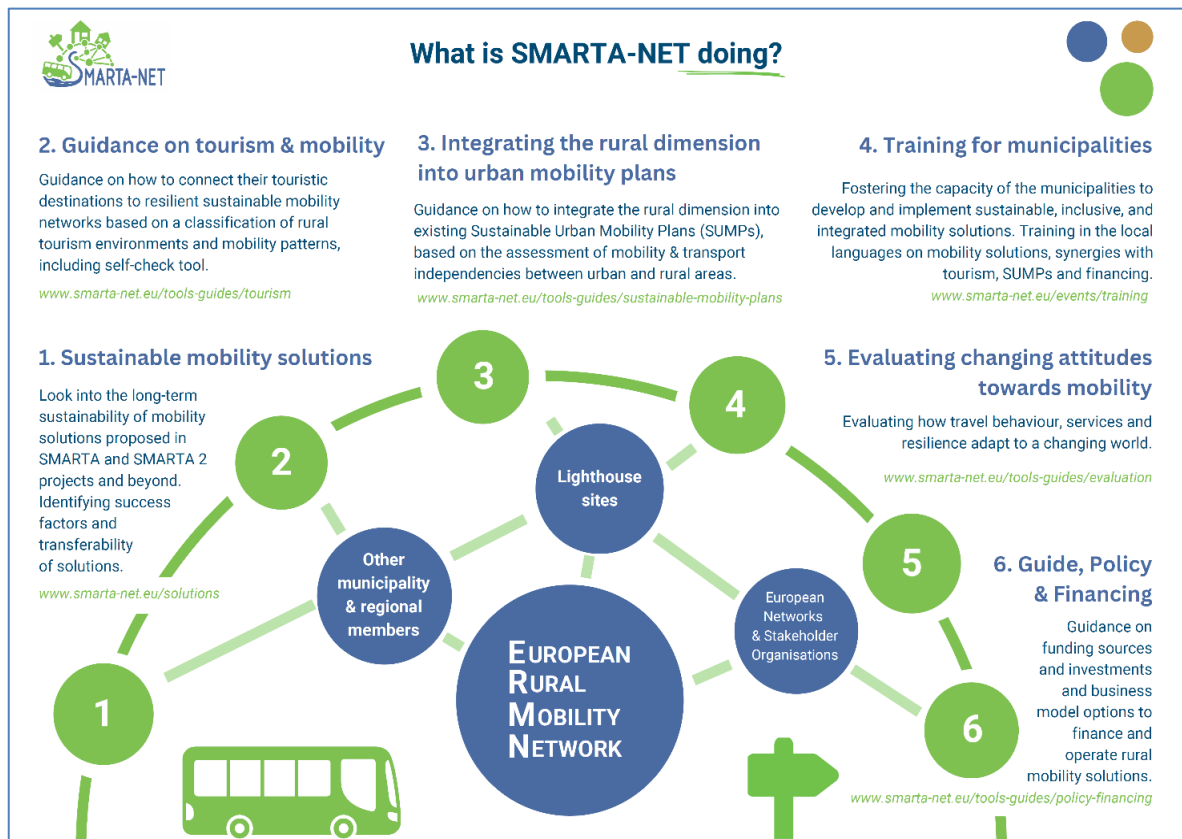 SMARTA-NET
What is SMARTA-NET doing?
2. Guidance on tourism & mobility
Guidance on how to connect their touristic
destinations to resilient sustainable mobility
networks based on a classification of rural
tourism environments and mobility patterns,
including self-check tool.
www.smarta-net.eu/tools-guides/tourism
3. Integrating the rural dimension
into urban mobility plans
Guidance on how to integrate the rural dimension into
existing Sustainable Urban Mobility Plans (SUMPs),
based on the assessment of mobility & transport
independencies between urban and rural areas.
www.smarta-net.eu/tools-guides/sustainable-mobility-plans
4. Training for municipalities
Fostering the capacity of the municipalities to
develop and implement sustainable, inclusive, and
integrated mobility solutions. Training in the local
languages on mobility solutions, synergies with
tourism, SUMPs and financing.
www.smarta-net.eu/events/training
1. Sustainable mobility solutions
Look into the long-term
sustainability of mobility
solutions proposed in
SMARTA and SMARTA 2
projects and beyond.
Identifying success
factors and
transferability
of solutions.
www.smarta-net.eu/solutions
5. Evaluating changing attitudes
towards mobility
Evaluating how travel behaviour, services and
resilience adapt to a changing world.
www.smarta-net.eu/tools-guides/evaluation
6. Guide, Policy
& Financing
Guidance on
funding sources
and investments
and business
model options to
finance and
operate rural
mobility solutions.
www.smarta-net.eu/tools-guides/policy-financing
1
2
3
4
5
6
Other
municipality
& regional
members
Lighthouse
sites
European
Networks
& Stakeholder
Organisations
EUROPEAN
RURAL
MOBILITY
NETWORK